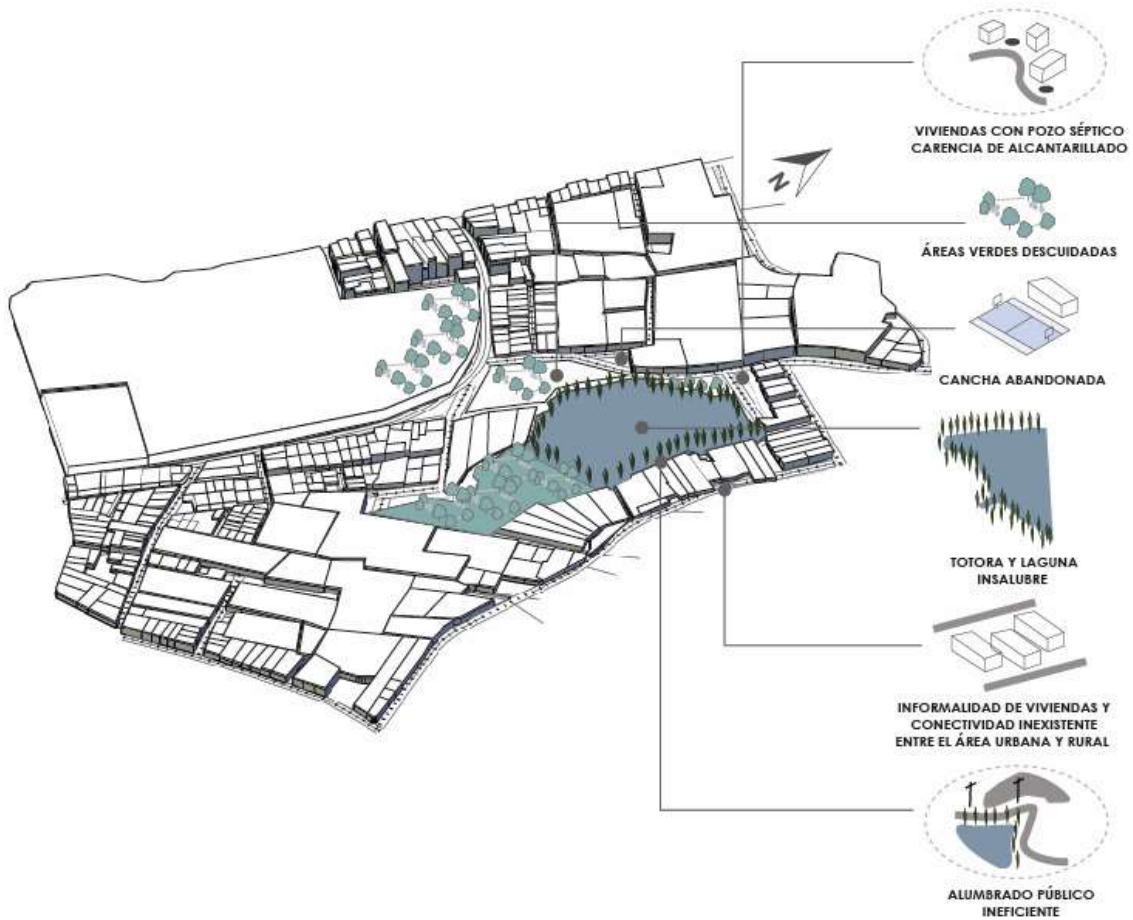 VIVIENDAS CON POZO SÉPTICO
CARENCIA DE ALCANTARILLADO
N
ÁREAS VERDES DESCUIDADAS
CANCHA ABANDONADA
TOTORA Y LAGUNA
INSALUBRE
INFORMALIDAD DE VIVIENDAS Y
CONECTIVIDAD INEXISTENTE
ENTRE EL ÁREA URBANA Y RURAL
ALUMBRADO PÚBLICO
INEFICIENTE